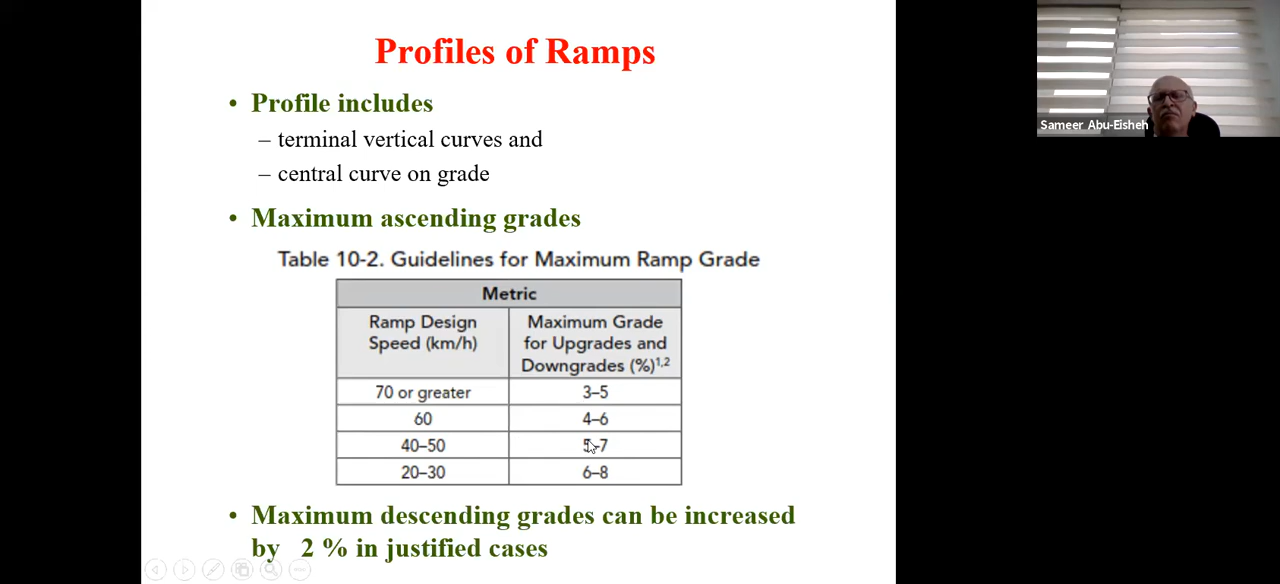 Profiles of Ramps
• Profile includes
– terminal vertical curves and
– central curve on grade
• Maximum ascending grades
Table 10-2. Guidelines for Maximum Ramp Grade
Metric
Ramp Design Speed (km/h)
Maximum Grade for Upgrades and Downgrades (%)1,2
70 or greater 3–5
60 4–6
40–50 5–7
20–30 6–8
• Maximum descending grades can be increased
by 2 % in justified cases
Sameer Abu-Eisheh